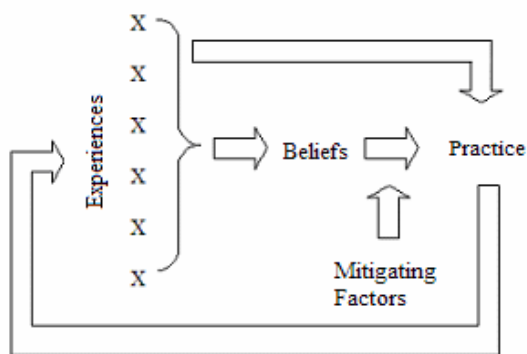 X
X
X
X
X
X
Experiences
Beliefs
Practice
Mitigating
Factors